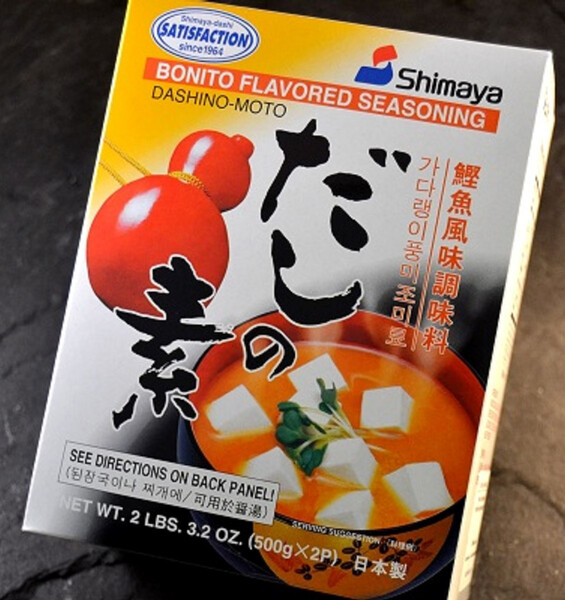 Shimaya-dashi
SATISFACTION
since1964
Shimaya
BONITO FLAVORED SEASONING
DASHINO-MOTO
だしの
素
鰹魚風味調味料
가다랭이풍미조미료
SEE DIRECTIONS ON BACK PANEL!
(된장국이나 찌개에/可用於醤湯)
SERVING SUGGESTION
NET WT. 2 LBS. 3.2 OZ. (500g×2P) 日本製